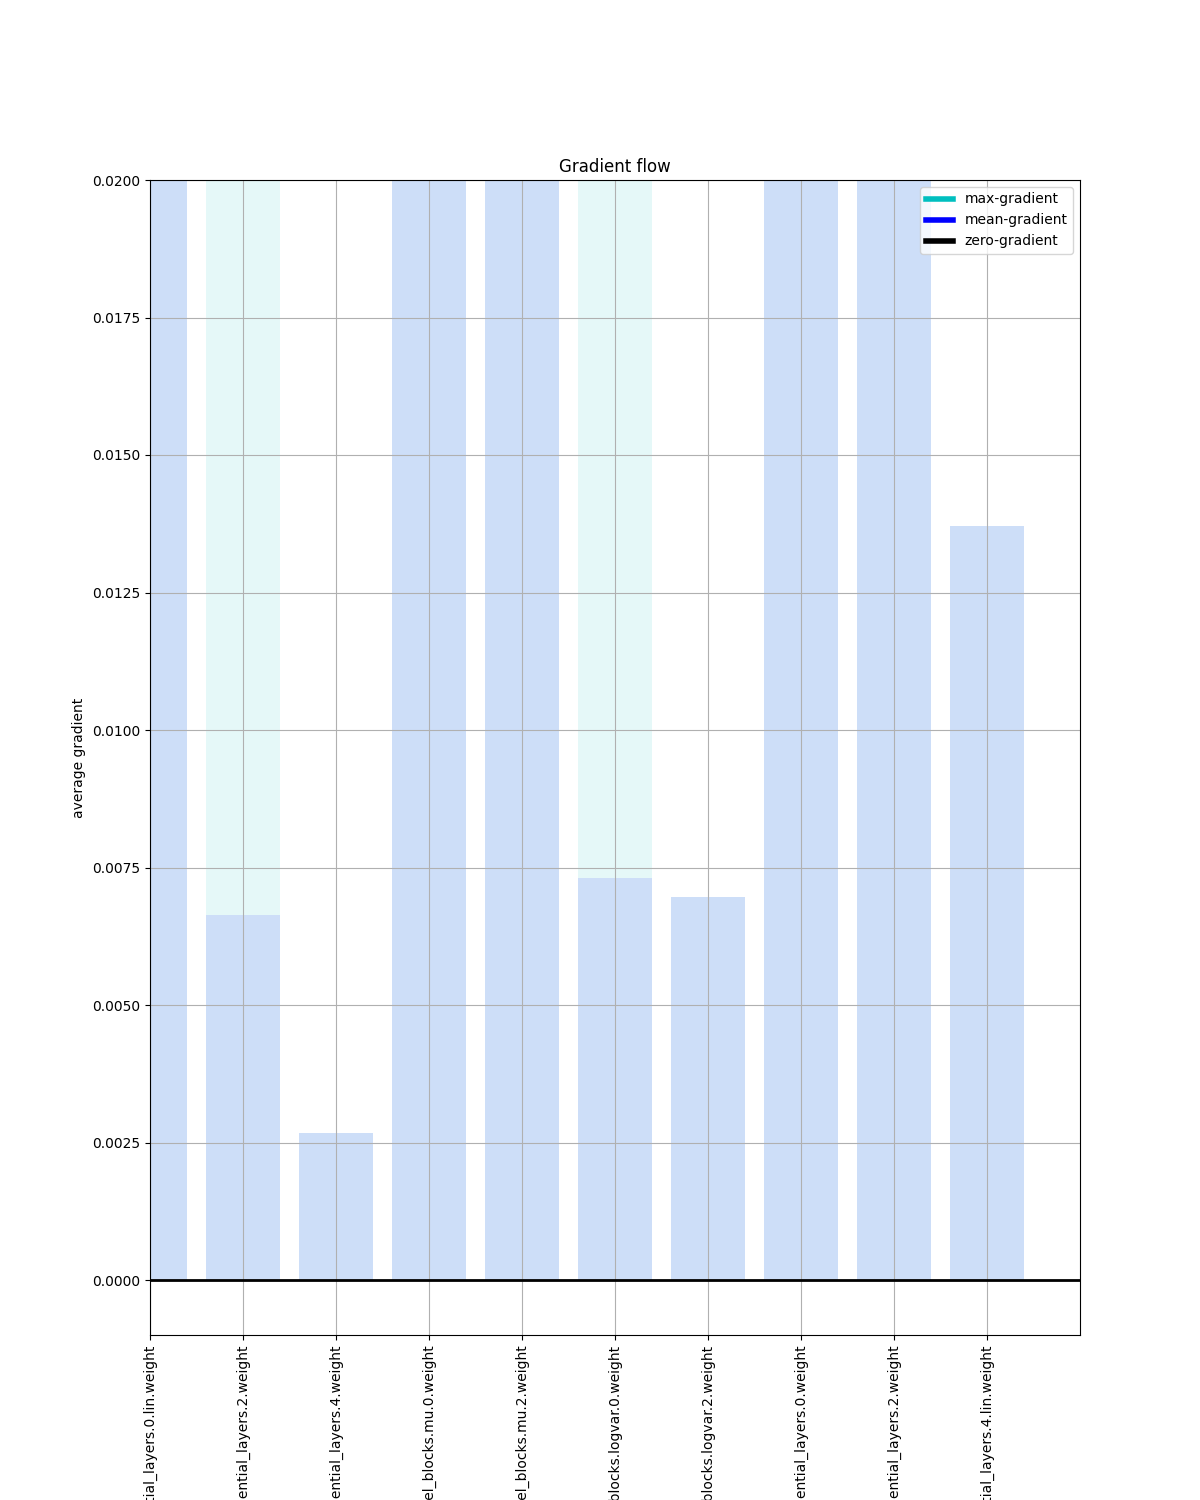 Gradient flow
max-gradient
mean-gradient
zero-gradient
average gradient
0.0200
0.0175
0.0150
0.0125
0.0100
0.0075
0.0050
0.0025
0.0000
tial_layers.0.lin.weight
ential_layers.2.weight
ential_layers.4.weight
el_blocks.mu.0.weight
el_blocks.mu.2.weight
blocks.logvar.0.weight
blocks.logvar.2.weight
ential_layers.0.weight
ential_layers.2.weight
tial_layers.4.lin.weight